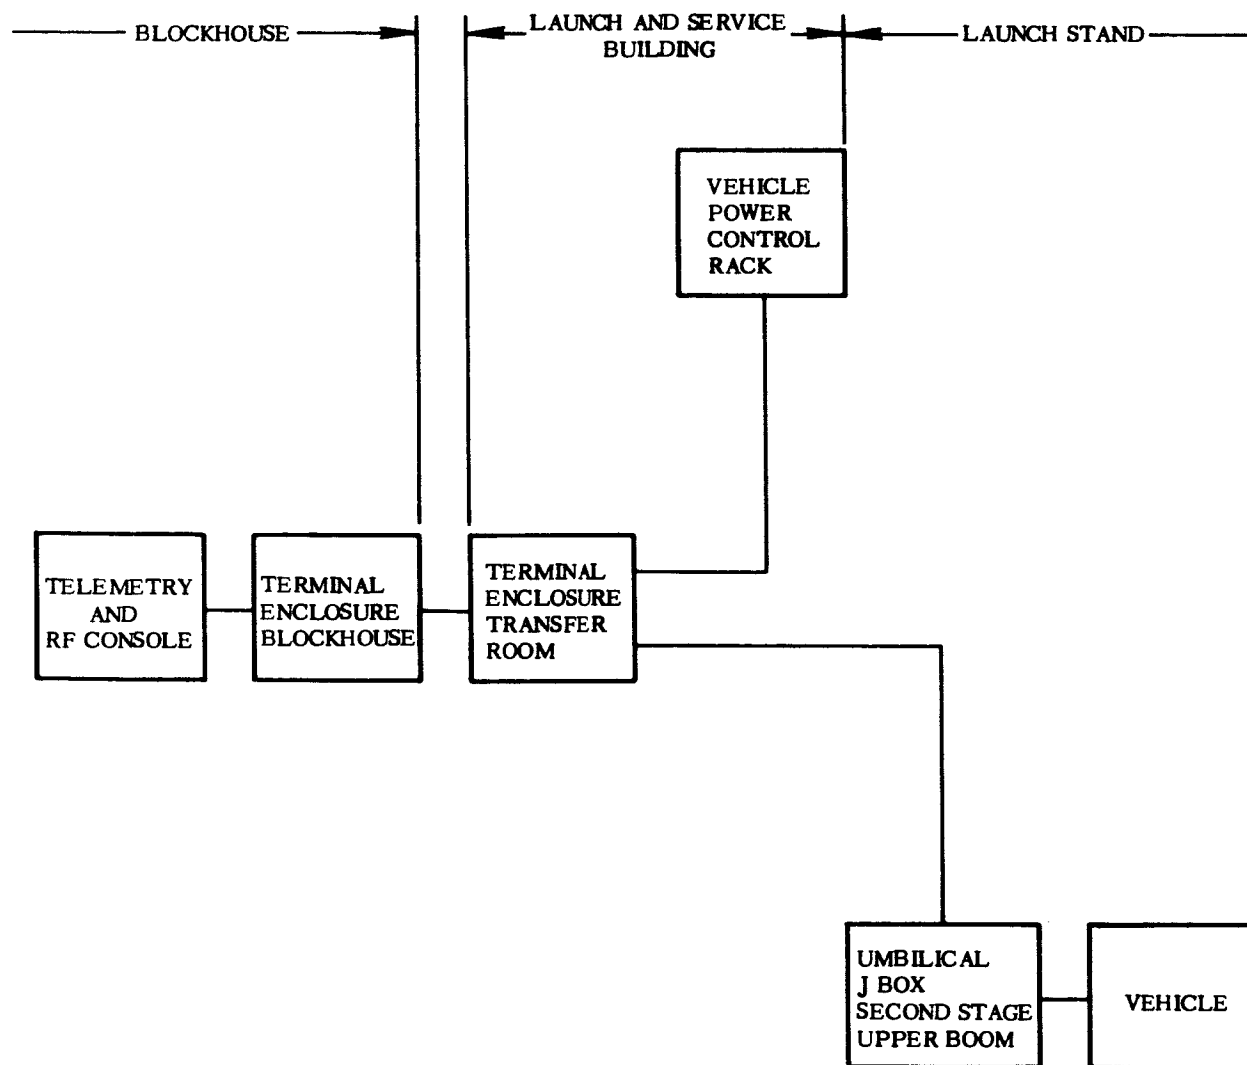 BLOCKHOUSE
LAUNCH AND SERVICE
BUILDING
LAUNCH STAND
VEHICLE
POWER
CONTROL
RACK
TELEMETRY
AND
RF CONSOLE
TERMINAL
ENCLOSURE
BLOCKHOUSE
TERMINAL
ENCLOSURE
TRANSFER
ROOM
UMBILICAL
J BOX
SECOND STAGE
UPPER BOOM
VEHICLE